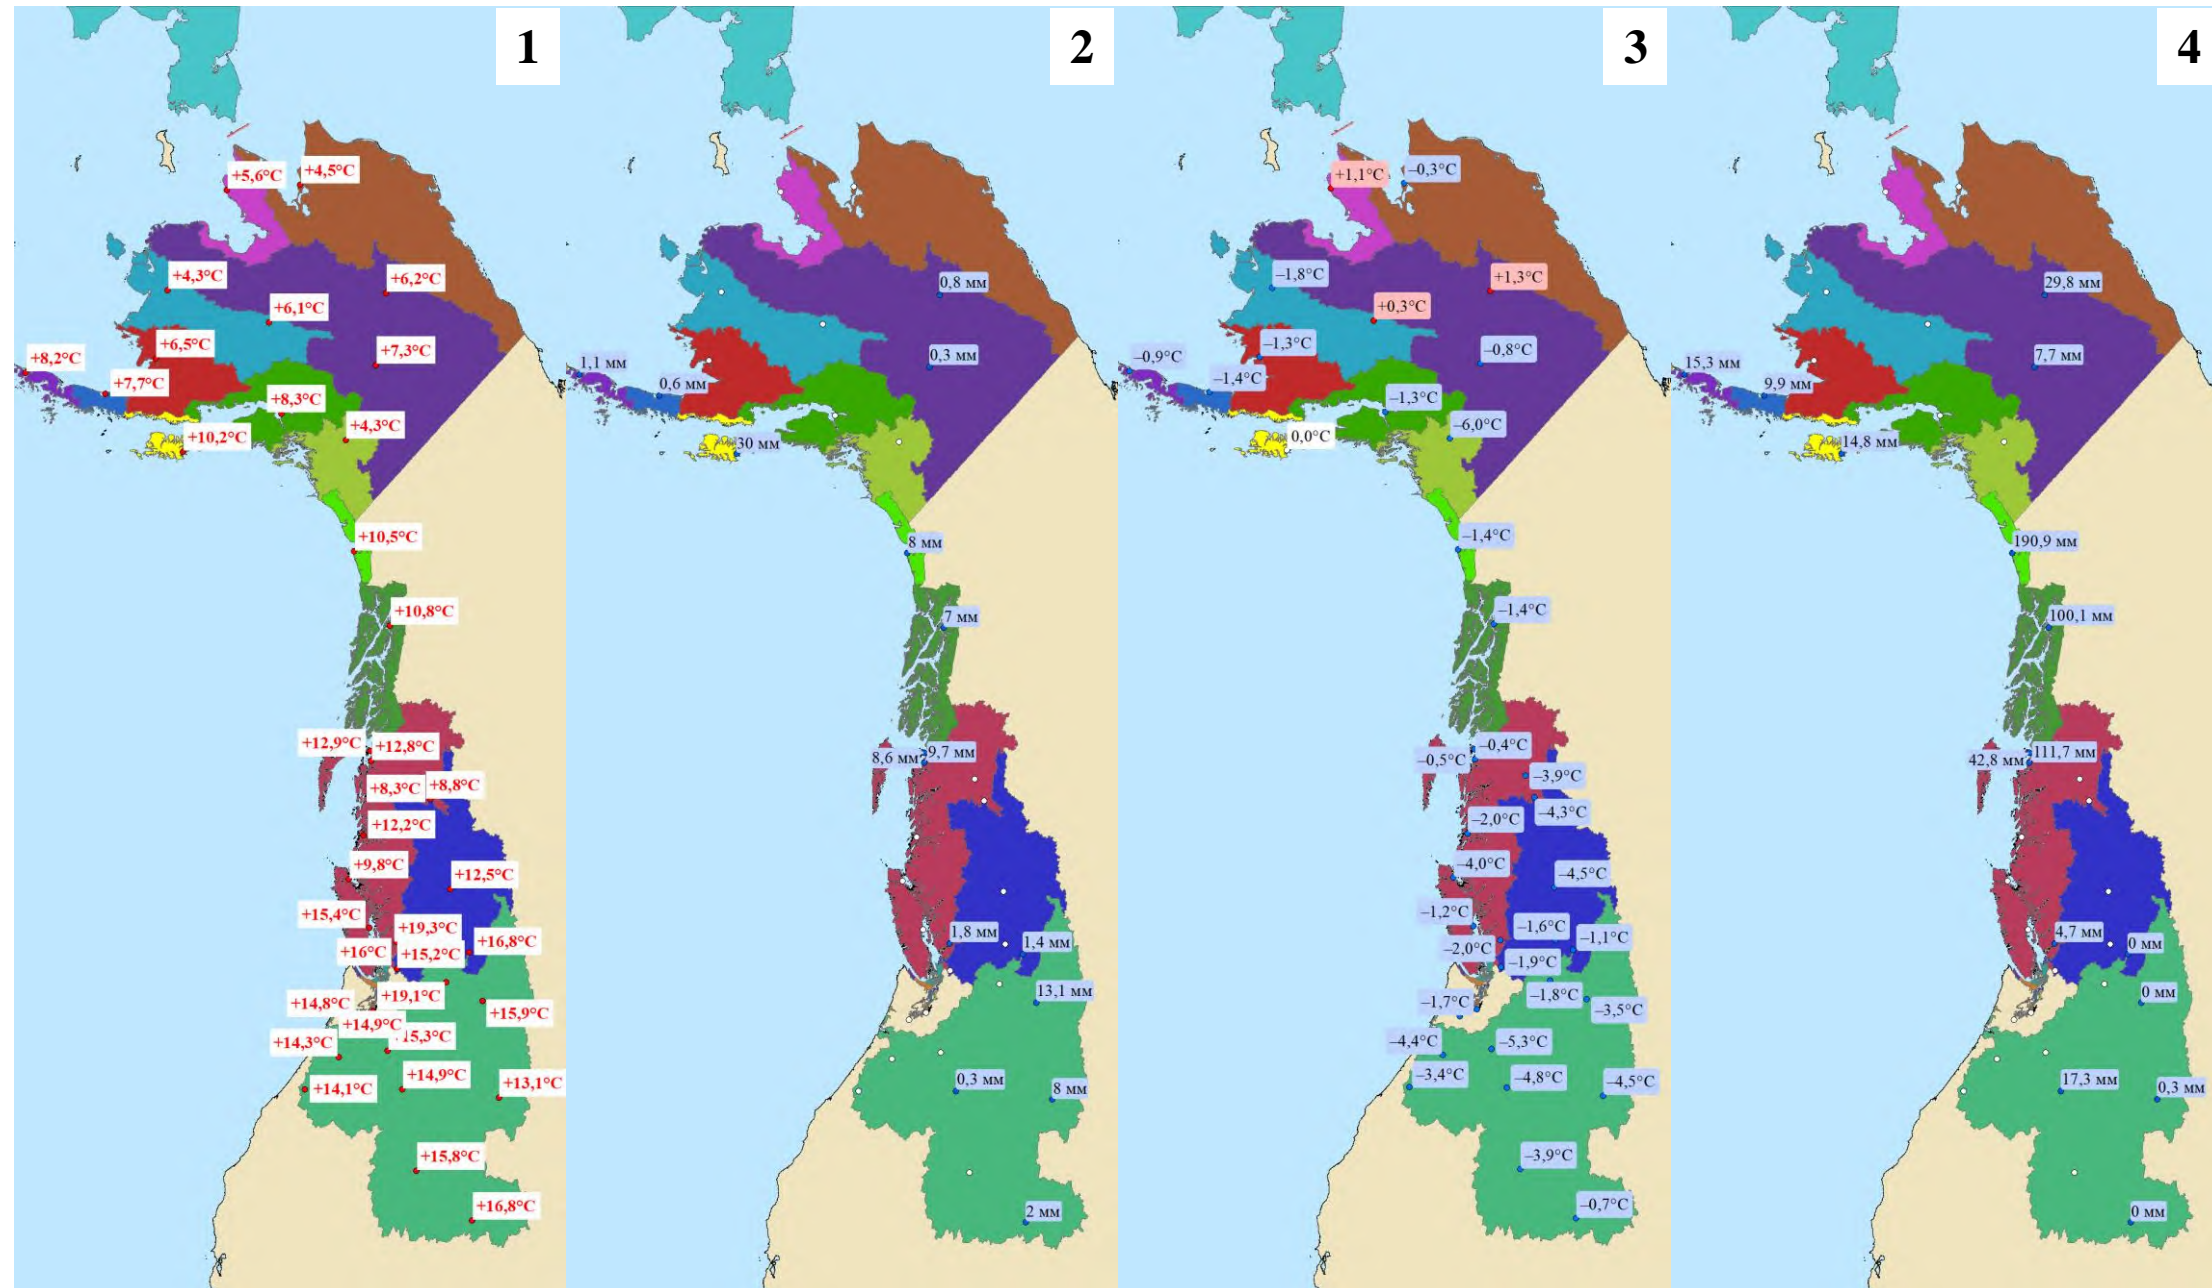 1
+5,6°C
+4,5°C
+4,3°C
+6,2°C
+6,1°C
+6,5°C
+8,2°C
+7,3°C
+7,7°C
+8,3°C
+4,3°C
+10,2°C
+10,5°C
+10,8°C
+12,9°C
+12,8°C
+8,3°C
+8,8°C
+12,2°C
+9,8°C
+12,5°C
+15,4°C
+19,3°C
+16,8°C
+16°C
+15,2°C
+14,8°C
+19,1°C
+15,9°C
+14,9°C
15,3°C
+14,3°C
+14,1°C
+14,9°C
+13,1°C
+15,8°C
+16,8°C
2
0,8 мм
0,3 мм
1,1 мм
0,6 мм
30 мм
8 мм
7 мм
8,6 мм
9,7 мм
1,8 мм
1,4 мм
13,1 мм
0,3 мм
8 мм
2 мм
3
+1,1°C
–0,3°C
–1,8°C
+1,3°C
+0,3°C
–1,3°C
–0,9°C
–0,8°C
–1,4°C
–1,3°C
–6,0°C
0,0°C
–1,4°C
–1,4°C
–0,4°C
–0,5°C
–3,9°C
–4,3°C
–2,0°C
–4,0°C
–4,5°C
–1,2°C
–1,6°C
–1,1°C
–2,0°C
–1,9°C
–1,8°C
–1,7°C
–3,5°C
–4,4°C
–5,3°C
–3,4°C
–4,8°C
–4,5°C
–3,9°C
–0,7°C
4
29,8 мм
7,7 мм
15,3 мм
9,9 мм
14,8 мм
190,9 мм
100,1 мм
42,8 мм
111,7 мм
4,7 мм
0 мм
0 мм
17,3 мм
0,3 мм
0 мм